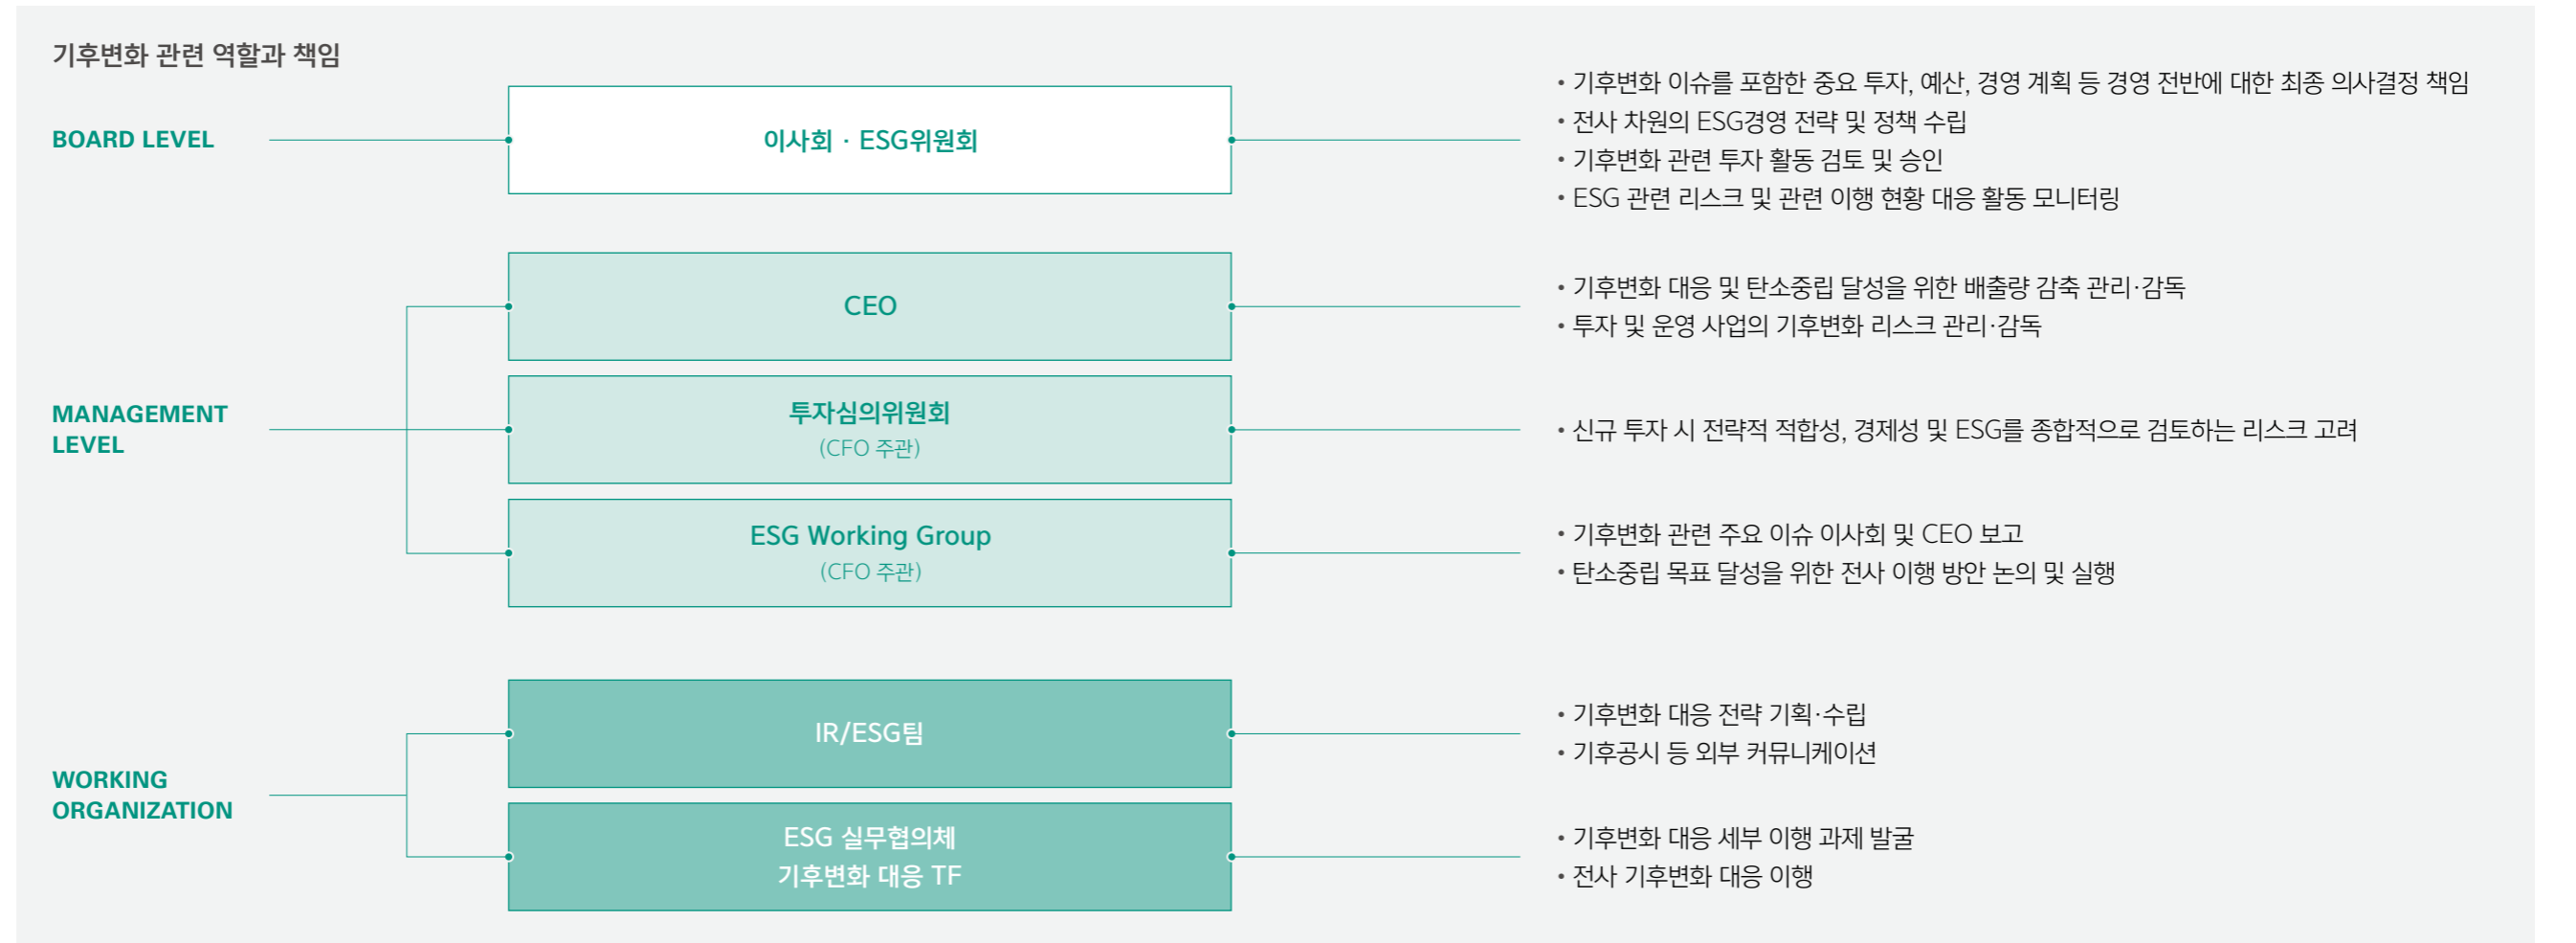 기후변화 관련 역할과 책임
BOARD LEVEL
이사회 · ESG위원회
• 기후변화 이슈를 포함한 중요 투자, 예산, 경영 계획 등 경영 전반에 대한 최종 의사결정 책임
• 전사 차원의 ESG경영 전략 및 정책 수립
• 기후변화 관련 투자 활동 검토 및 승인
• ESG 관련 리스크 및 관련 이행 현황 대응 활동 모니터링
MANAGEMENT
LEVEL
CEO
• 기후변화 대응 및 탄소중립 달성을 위한 배출량 감축 관리·감독
• 투자 및 운영 사업의 기후변화 리스크 관리·감독
투자심의위원회
(CFO 주관)
• 신규 투자 시 전략적 적합성, 경제성 및 ESG를 종합적으로 검토하는 리스크 고려
ESG Working Group
(CFO 주관)
• 기후변화 관련 주요 이슈 이사회 및 CEO 보고
• 탄소중립 목표 달성을 위한 전사 이행 방안 논의 및 실행
WORKING
ORGANIZATION
IR/ESG팀
• 기후변화 대응 전략 기획·수립
• 기후공시 등 외부 커뮤니케이션
ESG 실무협의체
기후변화 대응 TF
• 기후변화 대응 세부 이행 과제 발굴
• 전사 기후변화 대응 이행